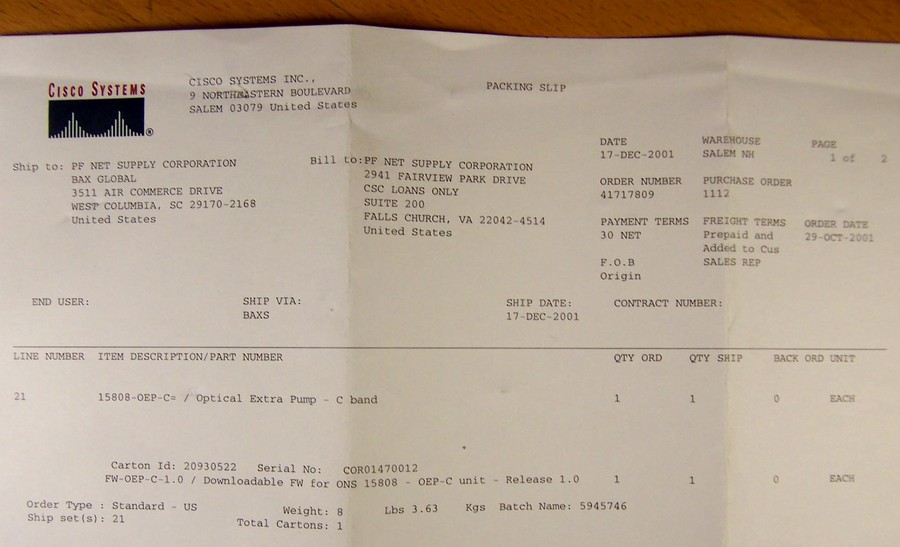 CISCO SYSTEMS
®
CISCO SYSTEMS INC.,
9 NORTHEASTERN BOULEVARD
SALEM 03079 United States
PACKING SLIP
Ship to: PF NET SUPPLY CORPORATION
BAX GLOBAL
3511 AIR COMMERCE DRIVE
WEST COLUMBIA, SC 29170-2168
United States
Bill to:PF NET SUPPLY CORPORATION
2941 FAIRVIEW PARK DRIVE
CSC LOANS ONLY
SUITE 200
FALLS CHURCH, VA 22042-4514
United States
DATE WAREHOUSE PAGE
17-DEC-2001 SALEM NH 1 of 2
ORDER NUMBER PURCHASE ORDER
41717809 1112
PAYMENT TERMS FREIGHT TERMS ORDER DATE
30 NET Prepaid and 29-OCT-2001
Added to Cus
F.O.B SALES REP
Origin
END USER: SHIP VIA: SHIP DATE: CONTRACT NUMBER:
BAXS 17-DEC-2001
LINE NUMBER ITEM DESCRIPTION/PART NUMBER QTY ORD QTY SHIP BACK ORD UNIT
21 15808-OEP-C= / Optical Extra Pump - C band 1 1 0 EACH
Carton Id: 20930522 Serial No: COR01470012
FW-OEP-C-1.0 / Downloadable FW for ONS 15808 - OEP-C unit - Release 1.0 1 1 0 EACH
Order Type : Standard - US Weight: 8 Lbs 3.63 Kgs Batch Name: 5945746
Ship set(s): 21 Total Cartons: 1